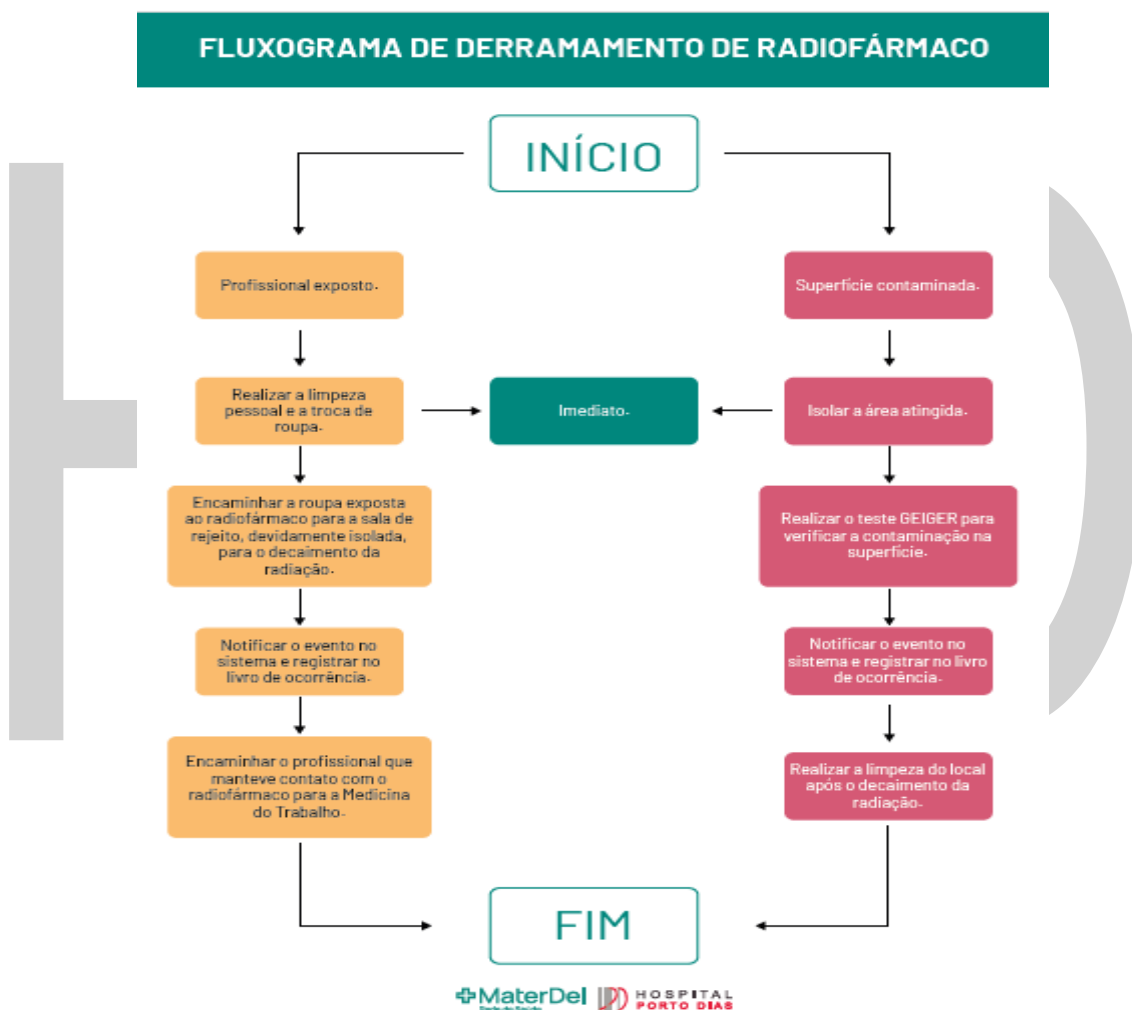 FLUXOGRAMA DE DERRAMAMENTO DE RADIOFÁRMACO
INÍCIO
Profissional exposto.
Realizar a limpeza
pessoal e a troca de
roupa.
Encaminhar a roupa exposta
ao radiofármaco para a sala de
rejeito, devidamente isolada,
para o decaimento da
radiação.
Notificar o evento no
sistema e registrar no
livro de ocorrência.
Encaminhar o profissional que
manteve contato com o
radiofármaco para a Medicina
do Trabalho.
Imediato.
Superfície contaminada.
Isolar a área atingida.
Realizar o teste GEIGER para
verificar a contaminação na
superfície.
Notificar o evento no
sistema e registrar no livro
de ocorrência.
Realizar a limpeza do local
após o decaimento da
radiação.
FIM
MaterDei
HOSPITAL
PORTO DIAS